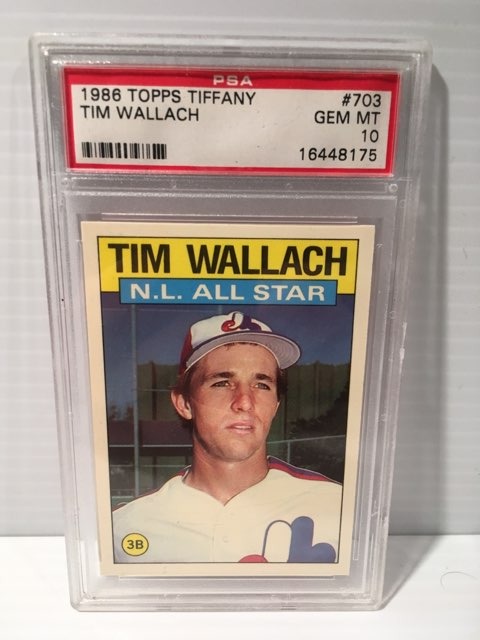 PSA
1986 TOPPS TIFFANY #703
TIM WALLACH GEM MT
10
16448175
TIM WALLACH
N.L. ALL STAR
3B